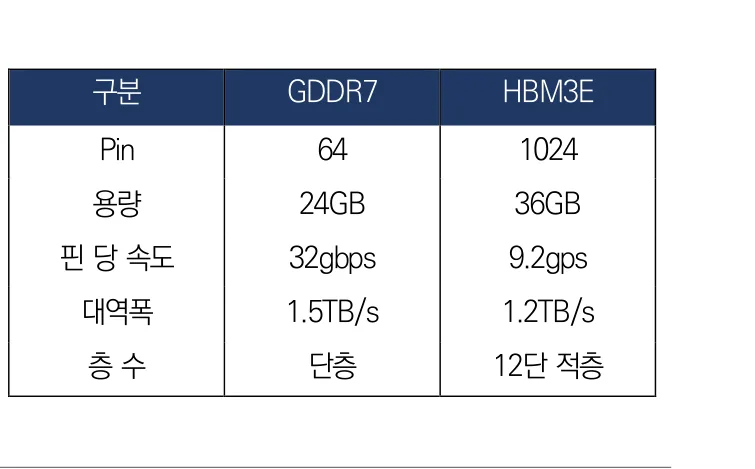 구분 GDDR7 HBM3E
Pin 64 1024
용량 24GB 36GB
핀 당 속도 32gbps 9.2gps
대역폭 1.5TB/s 1.2TB/s
층 수 단층 12단 적층